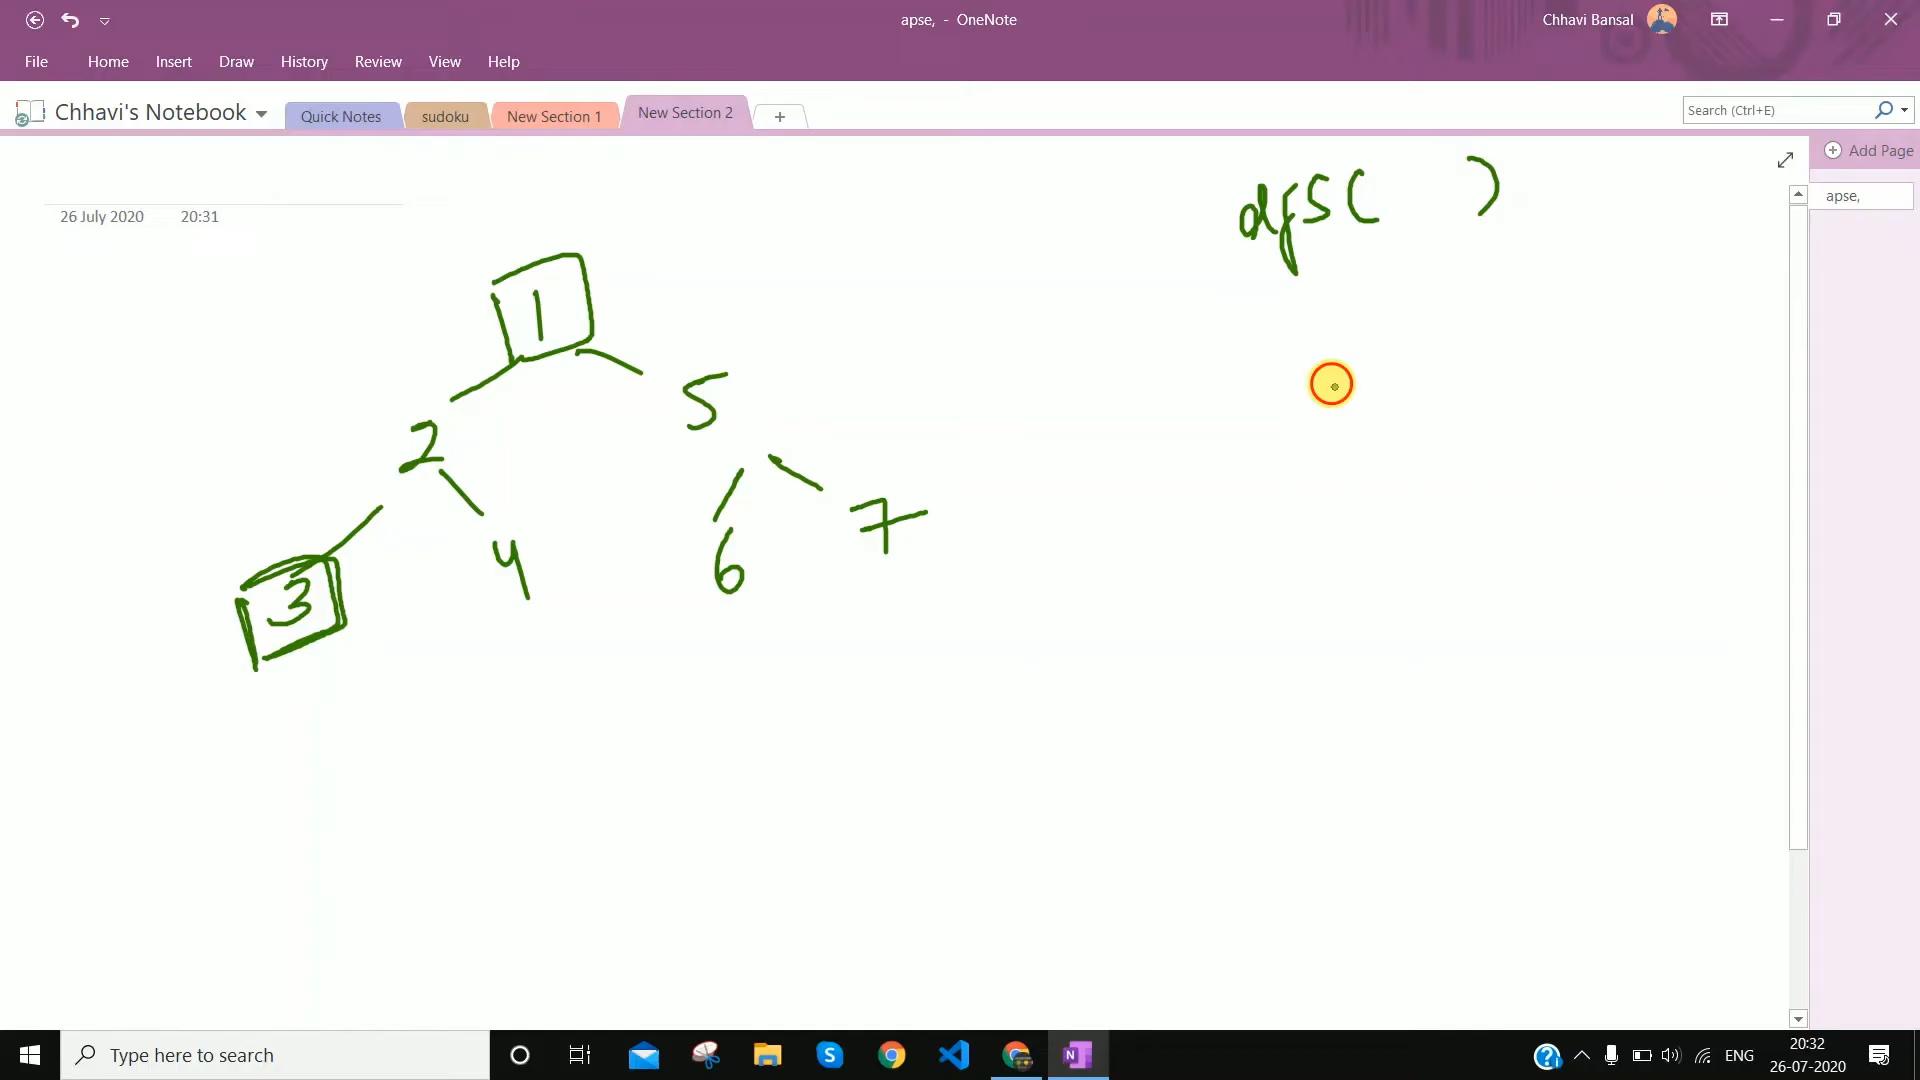 apse, - OneNote
Chhavi Bansal
File Home Insert Draw History Review View Help
Chhavi's Notebook
Quick Notes sudoku New Section 1 New Section 2 +
Search (Ctrl+E)
Add Page
apse,
26 July 2020 20:31
dfs( )
1
2 5
3 4 6 7
Type here to search
ENG
20:32
26-07-2020